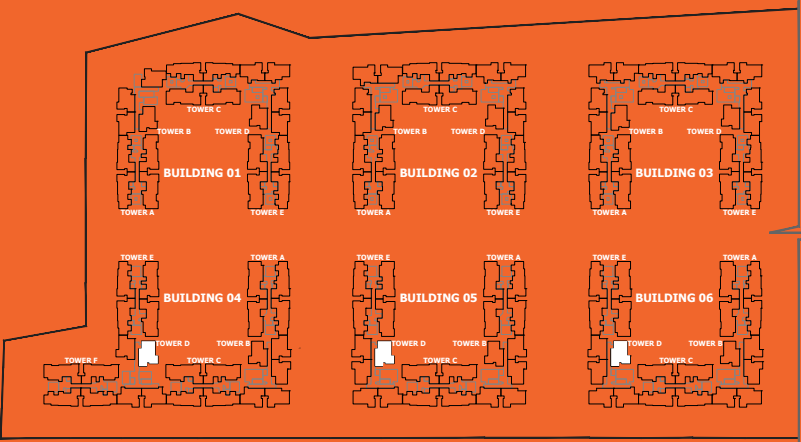 TOWER C TOWER C TOWER C
TOWER B TOWER D TOWER B TOWER D TOWER B TOWER D
BUILDING 01 BUILDING 02 BUILDING 03
TOWER A TOWER E TOWER A TOWER E TOWER A TOWER E
TOWER E TOWER A TOWER E TOWER A TOWER E TOWER A
BUILDING 04 BUILDING 05 BUILDING 06
TOWER D TOWER B TOWER D TOWER B TOWER D TOWER B
TOWER F TOWER C TOWER C TOWER C